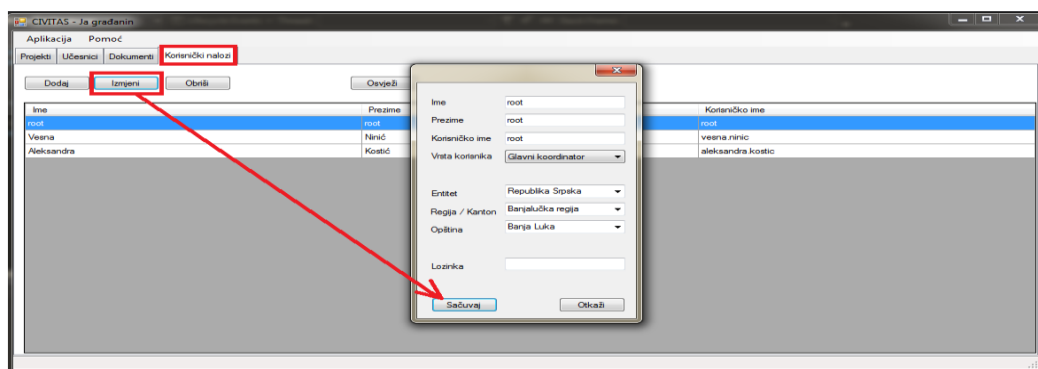 CIVITAS - Ja građanin
Aplikacija Pomoć
Projekti Učesnici Dokumenti Korisnički nalozi
Dodaj Izmjeni Obriši Osvježi
Ime Prezime Korisničko ime
root root root
Vesna Ninić vesna.ninic
Aleksandra Kostić aleksandra.kostic
Ime root
Prezime root
Korisničko ime root
Vrsta korisnika Glavni koordinator
Entitet Republika Srpska
Regija / Kanton Banjalučka regija
Opština Banja Luka
Lozinka
Sačuvaj Otkaži